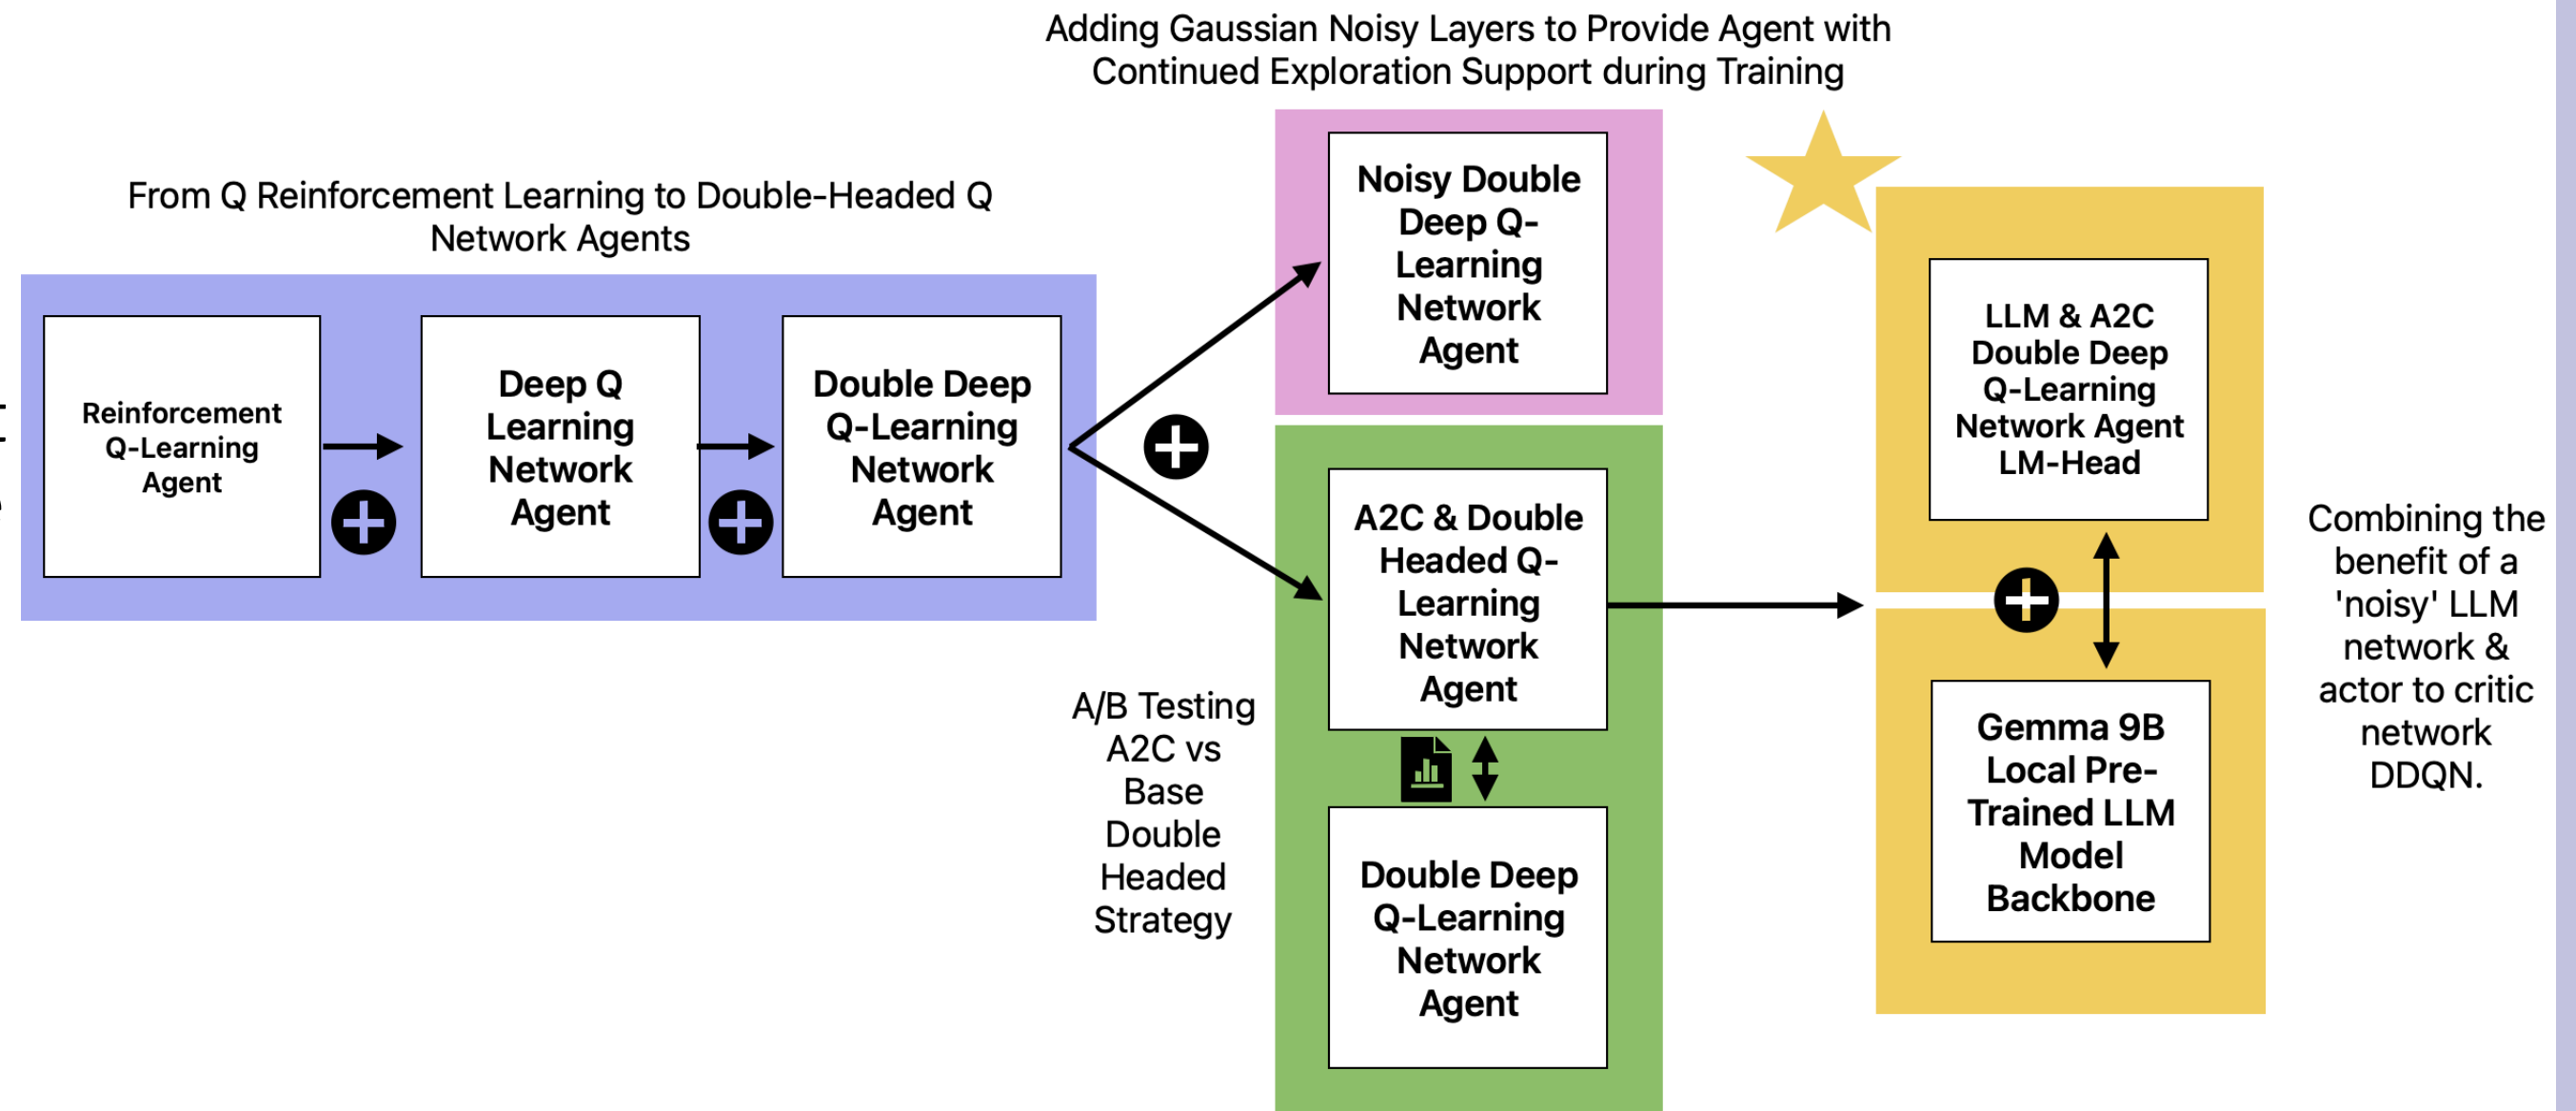 Adding Gaussian Noisy Layers to Provide Agent with
Continued Exploration Support during Training
From Q Reinforcement Learning to Double-Headed Q
Network Agents
Reinforcement
Q-Learning
Agent
Deep Q
Learning
Network
Agent
Double Deep
Q-Learning
Network
Agent
Noisy Double
Deep Q-
Learning
Network
Agent
A2C & Double
Headed Q-
Learning
Network
Agent
A/B Testing
A2C vs
Base
Double
Headed
Strategy
Double Deep
Q-Learning
Network
Agent
LLM & A2C
Double Deep
Q-Learning
Network Agent
LM-Head
Gemma 9B
Local Pre-
Trained LLM
Model
Backbone
Combining the
benefit of a
'noisy' LLM
network &
actor to critic
network
DDQN.